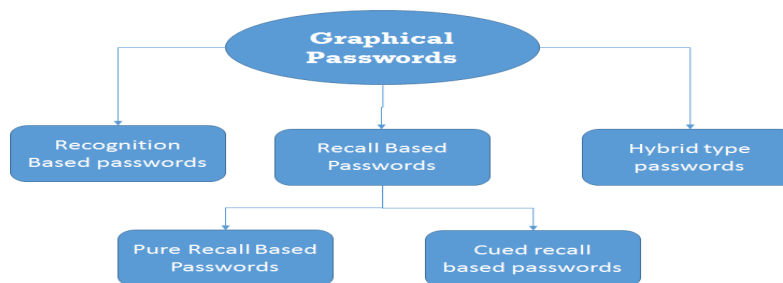 Graphical
Passwords
Recognition
Based passwords
Recall Based
Passwords
Hybrid type
passwords
Pure Recall Based
Passwords
Cued recall
based passwords